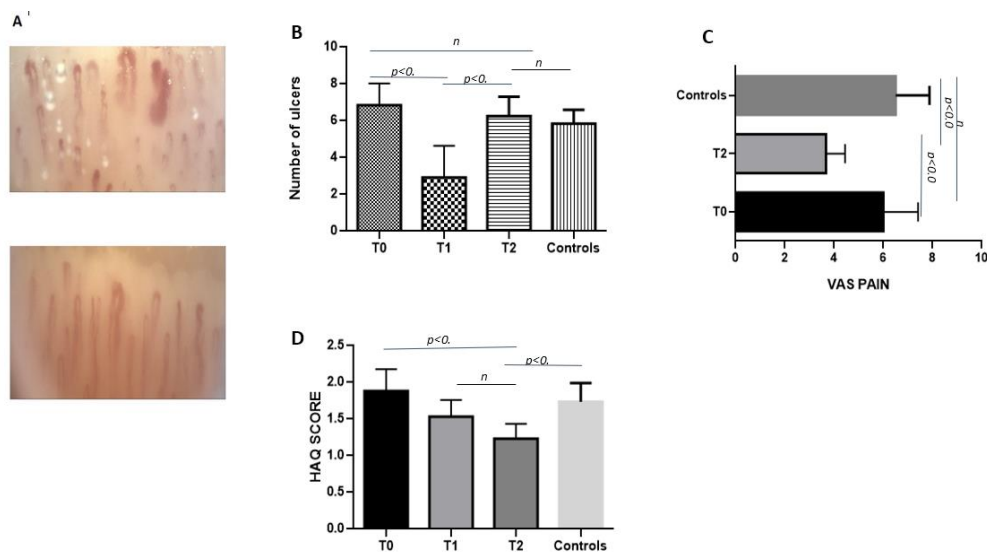 A '
B
Number of ulcers
10
8
6
4
2
0
n
p<0.
p<0.
n
T0
T1
T2
Controls
C
Controls
T2
T0
p<0.0
p<0.0
n
0
2
4
6
8
10
VAS PAIN
D
HAQ SCORE
2.5
2.0
1.5
1.0
0.5
0.0
p<0.
p<0.
n
T0
T1
T2
Controls